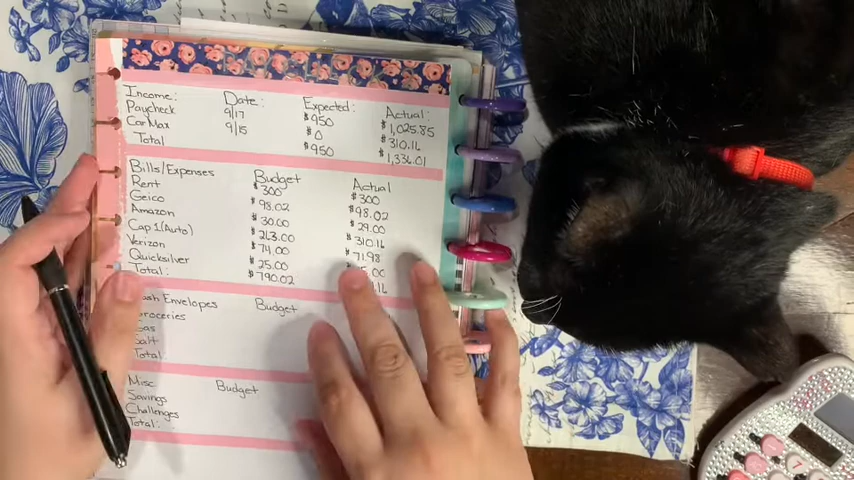 Income: Date: Expected: Actual:
Paycheck 9/17 $950 $1,025.85
CarMax 9/15 $0 $310.16
Total $950 $1,336.01
Bills/Expenses Budget Actual
Rent $300 $300
Geico $98.02 $98.02
Amazon $30.00 $29.00
Cap 1(Auto) $263.00 $310.16
Verizon $74.00 $71.98
Quicksilver $25.00
Total: $790.02
Envelopes Budget
Total
Misc Budget
Savings
Challenges
Total: